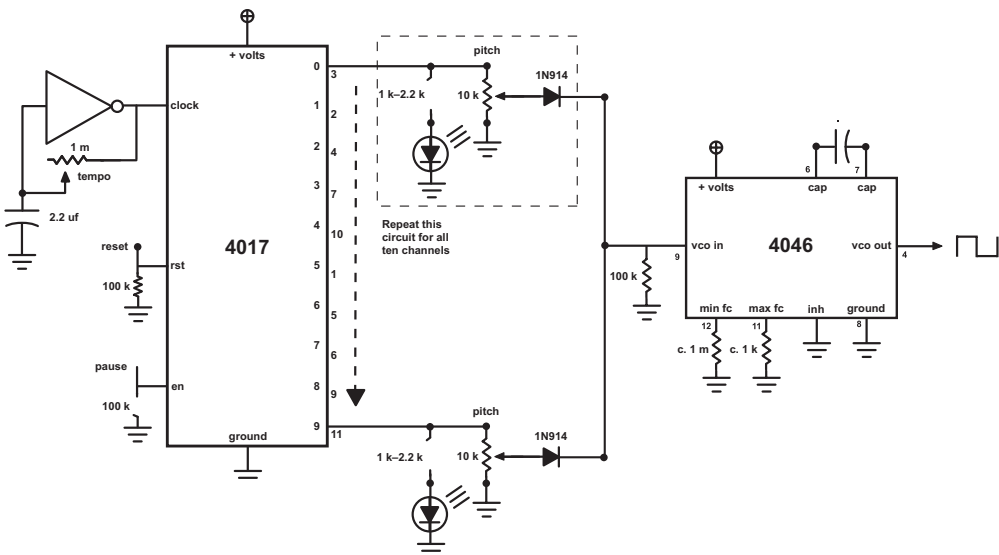 + volts
clock
1 m
tempo
2.2 uf
reset
rst
100 k
pause
en
100 k
4017
ground
0
3
1
2
2
4
3
7
4
10
5
1
6
5
7
6
8
9
9
11
pitch
1N914
1 k–2.2 k
10 k
Repeat this
circuit for all
ten channels
pitch
1N914
1 k–2.2 k
10 k
100 k
+ volts
6
7
cap
cap
vco in
9
4046
vco out
4
min fc
max fc
inh
ground
12
11
8
c. 1 m
c. 1 k